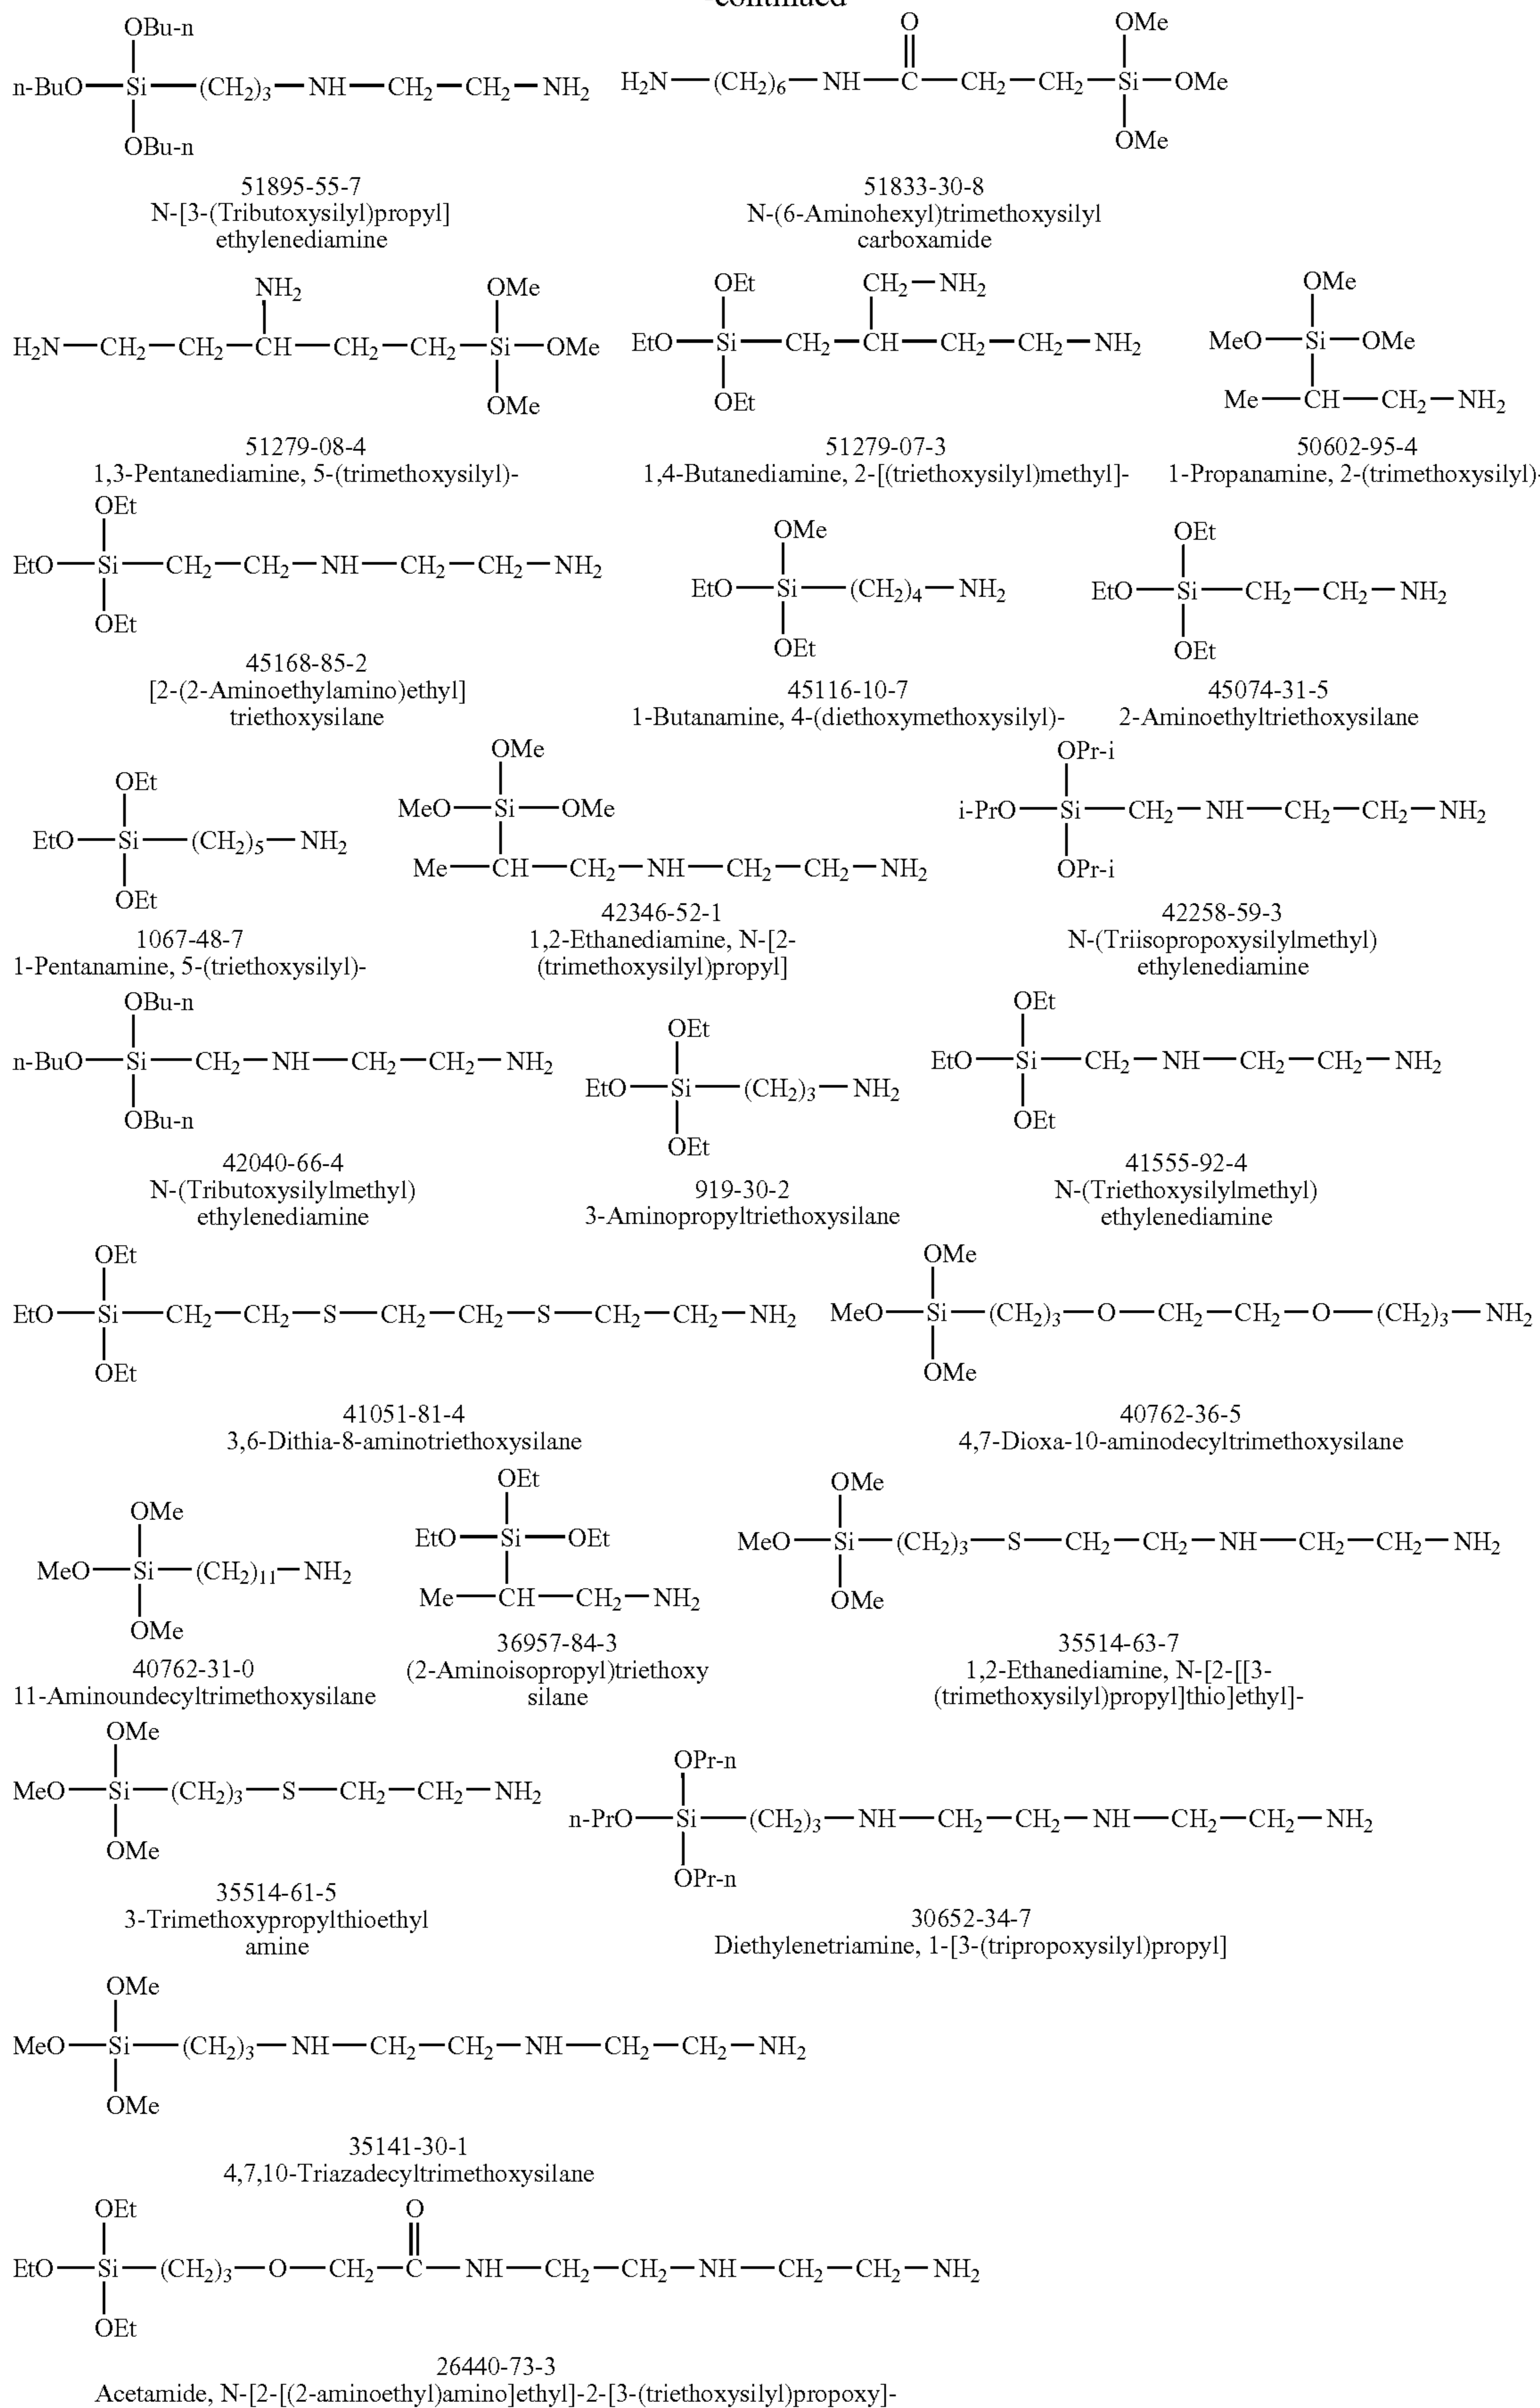 -continued
OBu-n
n-BuO—Si—(CH2)3—NH—CH2—CH2—NH2
OBu-n
51895-55-7
N-[3-(Tributoxysilyl)propyl]
ethylenediamine
O
OMe
H2N—(CH2)6—NH—C—CH2—CH2—Si—OMe
OMe
51833-30-8
N-(6-Aminohexyl)trimethoxysilyl
carboxamide
NH2
OMe
H2N—CH2—CH2—CH—CH2—CH2—Si—OMe
OMe
51279-08-4
1,3-Pentanediamine, 5-(trimethoxysilyl)-
OEt
CH2—NH2
EtO—Si—CH2—CH—CH2—CH2—NH2
OEt
51279-07-3
1,4-Butanediamine, 2-[(triethoxysilyl)methyl]-
OMe
MeO—Si—OMe
Me—CH—CH2—NH2
50602-95-4
1-Propanamine, 2-(trimethoxysilyl)-
OEt
EtO—Si—CH2—CH2—NH—CH2—CH2—NH2
OEt
45168-85-2
[2-(2-Aminoethylamino)ethyl]
triethoxysilane
OMe
EtO—Si—(CH2)4—NH2
OEt
45116-10-7
1-Butanamine, 4-(diethoxymethoxysilyl)-
OEt
EtO—Si—CH2—CH2—NH2
OEt
45074-31-5
2-Aminoethyltriethoxysilane
OEt
EtO—Si—(CH2)5—NH2
OEt
1067-48-7
1-Pentanamine, 5-(triethoxysilyl)-
OMe
MeO—Si—OMe
Me—CH—CH2—NH—CH2—CH2—NH2
42346-52-1
1,2-Ethanediamine, N-[2-
(trimethoxysilyl)propyl]
OPr-i
i-PrO—Si—CH2—NH—CH2—CH2—NH2
OPr-i
42258-59-3
N-(Triisopropoxysilylmethyl)
ethylenediamine
OBu-n
n-BuO—Si—CH2—NH—CH2—CH2—NH2
OBu-n
42040-66-4
N-(Tributoxysilylmethyl)
ethylenediamine
OEt
EtO—Si—(CH2)3—NH2
OEt
919-30-2
3-Aminopropyltriethoxysilane
OEt
EtO—Si—CH2—NH—CH2—CH2—NH2
OEt
41555-92-4
N-(Triethoxysilylmethyl)
ethylenediamine
OEt
EtO—Si—CH2—CH2—S—CH2—CH2—S—CH2—CH2—NH2
OEt
41051-81-4
3,6-Dithia-8-aminotriethoxysilane
OMe
MeO—Si—(CH2)3—O—CH2—CH2—O—(CH2)3—NH2
OMe
40762-36-5
4,7-Dioxa-10-aminodecyltrimethoxysilane
OMe
MeO—Si—(CH2)11—NH2
OMe
40762-31-0
11-Aminoundecyltrimethoxysilane
OEt
EtO—Si—OEt
Me—CH—CH2—NH2
36957-84-3
(2-Aminoisopropyl)triethoxy
silane
OMe
MeO—Si—(CH2)3—S—CH2—CH2—NH—CH2—CH2—NH2
OMe
35514-63-7
1,2-Ethanediamine, N-[2-[[3-
(trimethoxysilyl)propyl]thio]ethyl]-
OMe
MeO—Si—(CH2)3—S—CH2—CH2—NH2
OMe
35514-61-5
3-Trimethoxypropylthioethyl
amine
OPr-n
n-PrO—Si—(CH2)3—NH—CH2—CH2—NH—CH2—CH2—NH2
OPr-n
30652-34-7
Diethylenetriamine, 1-[3-(tripropoxysilyl)propyl]
OMe
MeO—Si—(CH2)3—NH—CH2—CH2—NH—CH2—CH2—NH2
OMe
35141-30-1
4,7,10-Triazadecyltrimethoxysilane
OEt
O
EtO—Si—(CH2)3—O—CH2—C—NH—CH2—CH2—NH—CH2—CH2—NH2
OEt
26440-73-3
Acetamide, N-[2-[(2-aminoethyl)amino]ethyl]-2-[3-(triethoxysilyl)propoxy]-